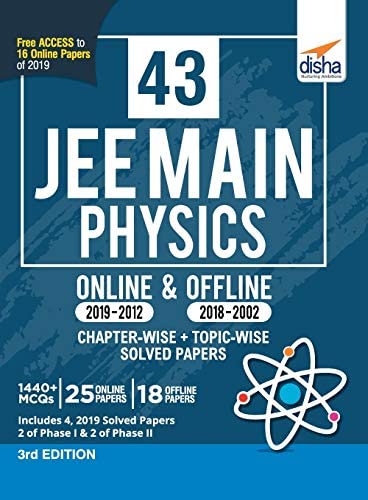 Free ACCESS to
16 Online Papers
of 2019
disha
Nurturing Ambitions
43
JEE MAIN
PHYSICS
ONLINE & OFFLINE
2019-2012 2018-2002
CHAPTER-WISE + TOPIC-WISE
SOLVED PAPERS
1440+ MCQs
25 ONLINE PAPERS
18 OFFLINE PAPERS
Includes 4, 2019 Solved Papers
2 of Phase I & 2 of Phase II
3rd EDITION